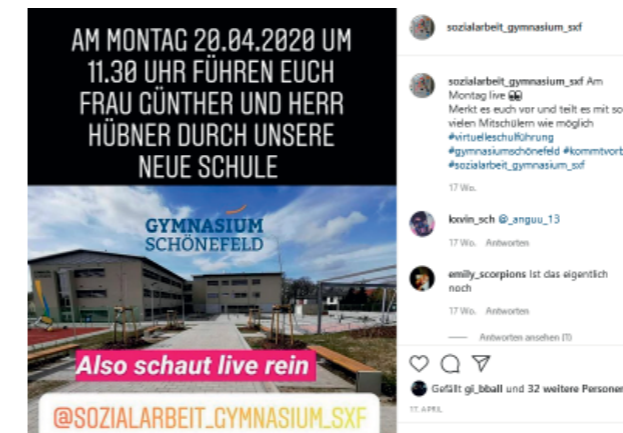 AM MONTAG 20.04.2020 UM
11.30 UHR FÜHREN EUCH
FRAU GÜNTHER UND HERR
HÜBNER DURCH UNSERE
NEUE SCHULE
GYMNASIUM
SCHÖNEFELD
Also schaut live rein
@SOZIALARBEIT_GYMNASIUM_SXF
sozialarbeit_gymnasium_sxf
sozialarbeit_gymnasium_sxf Am
Montag live 👀
Merkt es euch vor und teilt es mit so
vielen Mitschülern wie möglich
#virtuelleschulführung
#gymnasiumschönefeld #kommtvorb
#sozialarbeit_gymnasium_sxf
17 Wo.
kxvin_sch @_anguu_13
17 Wo. Antworten
emily_scorpions Ist das eigentlich
noch
17 Wo. Antworten
Antworten ansehen (1)
Gefällt gi_bball und 32 weitere Personen
17. APRIL